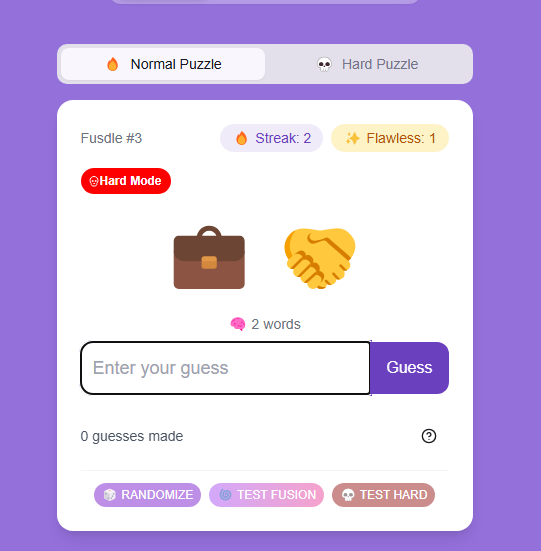 Normal Puzzle
Hard Puzzle
Fusdle #3
Streak: 2
Flawless: 1
Hard Mode
2 words
Enter your guess
Guess
0 guesses made
RANDOMIZE
TEST FUSION
TEST HARD